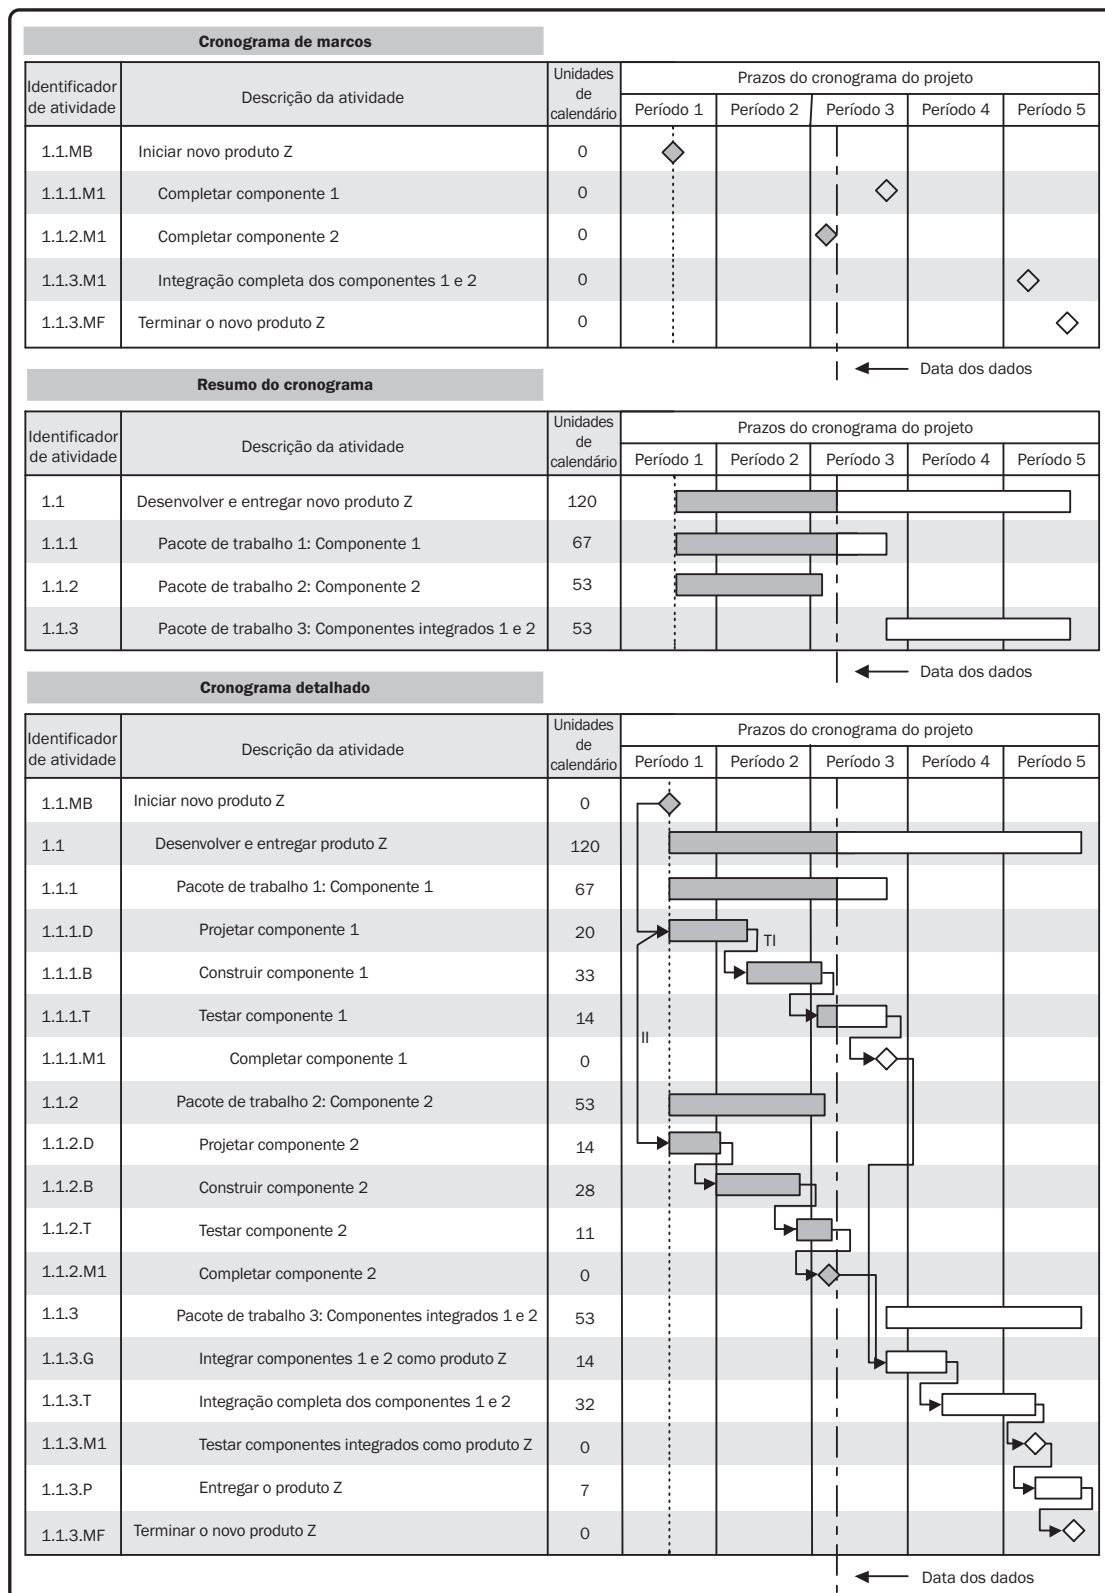 Cronograma de marcos
Identificador de atividade
Descrição da atividade
Unidades de calendário
Prazos do cronograma do projeto
Período 1 Período 2 Período 3 Período 4 Período 5
1.1.MB Iniciar novo produto Z 0
1.1.1.M1 Completar componente 1 0
1.1.2.M1 Completar componente 2 0
1.1.3.M1 Integração completa dos componentes 1 e 2 0
1.1.3.MF Terminar o novo produto Z 0
Data dos dados
Resumo do cronograma
Identificador de atividade
Descrição da atividade
Unidades de calendário
Prazos do cronograma do projeto
Período 1 Período 2 Período 3 Período 4 Período 5
1.1 Desenvolver e entregar novo produto Z 120
1.1.1 Pacote de trabalho 1: Componente 1 67
1.1.2 Pacote de trabalho 2: Componente 2 53
1.1.3 Pacote de trabalho 3: Componentes integrados 1 e 2 53
Data dos dados
Cronograma detalhado
Identificador de atividade
Descrição da atividade
Unidades de calendário
Prazos do cronograma do projeto
Período 1 Período 2 Período 3 Período 4 Período 5
1.1.MB Iniciar novo produto Z 0
1.1 Desenvolver e entregar produto Z 120
1.1.1 Pacote de trabalho 1: Componente 1 67
1.1.1.D Projetar componente 1 20
TI
1.1.1.B Construir componente 1 33
1.1.1.T Testar componente 1 14
II
1.1.1.M1 Completar componente 1 0
1.1.2 Pacote de trabalho 2: Componente 2 53
1.1.2.D Projetar componente 2 14
1.1.2.B Construir componente 2 28
1.1.2.T Testar componente 2 11
1.1.2.M1 Completar componente 2 0
1.1.3 Pacote de trabalho 3: Componentes integrados 1 e 2 53
1.1.3.G Integrar componentes 1 e 2 como produto Z 14
1.1.3.T Integração completa dos componentes 1 e 2 32
1.1.3.M1 Testar componentes integrados como produto Z 0
1.1.3.P Entregar o produto Z 7
1.1.3.MF Terminar o novo produto Z 0
Data dos dados